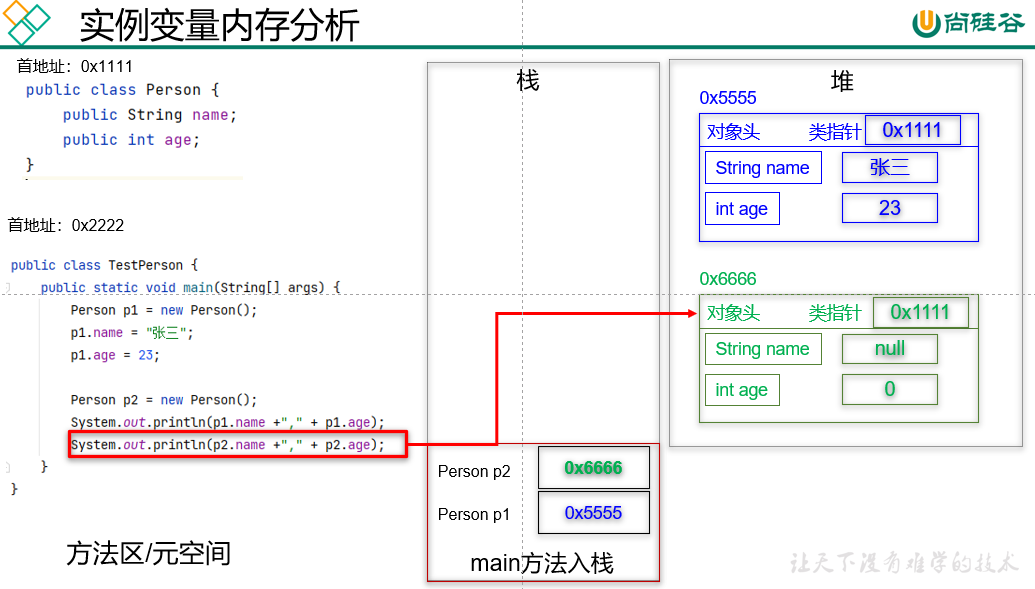 实例变量内存分析
尚硅谷
首地址：0x1111
public class Person {
public String name;
public int age;
}
首地址：0x2222
public class TestPerson {
public static void main(String[] args) {
Person p1 = new Person();
p1.name = "张三";
p1.age = 23;
Person p2 = new Person();
System.out.println(p1.name +"," + p1.age);
System.out.println(p2.name +"," + p2.age);
}
}
方法区/元空间
栈
Person p2
0x6666
Person p1
0x5555
main方法入栈
堆
0x5555
对象头 类指针 0x1111
String name 张三
int age 23
0x6666
对象头 类指针 0x1111
String name null
int age 0
让天下没有难学的技术